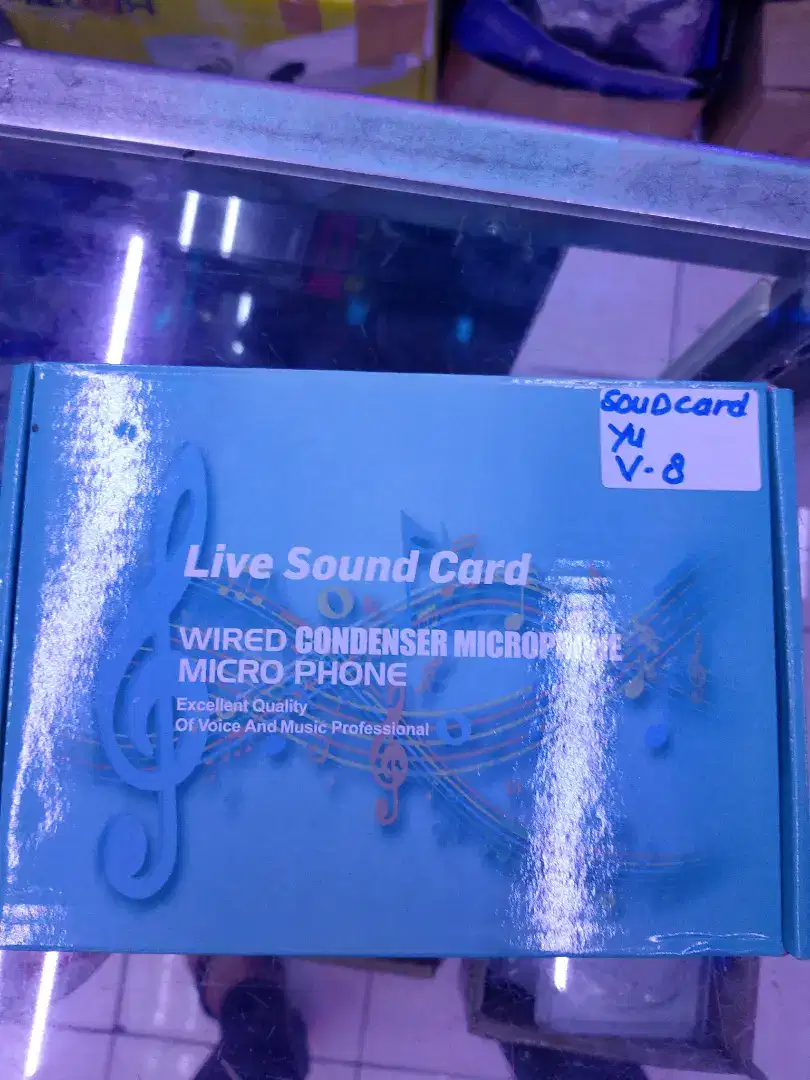 SOUDcard
YU
V-8
Live Sound Card
WIRED CONDENSER MICROPHONE
MICRO PHONE
Excellent Quality
Of Voice And Music Professional